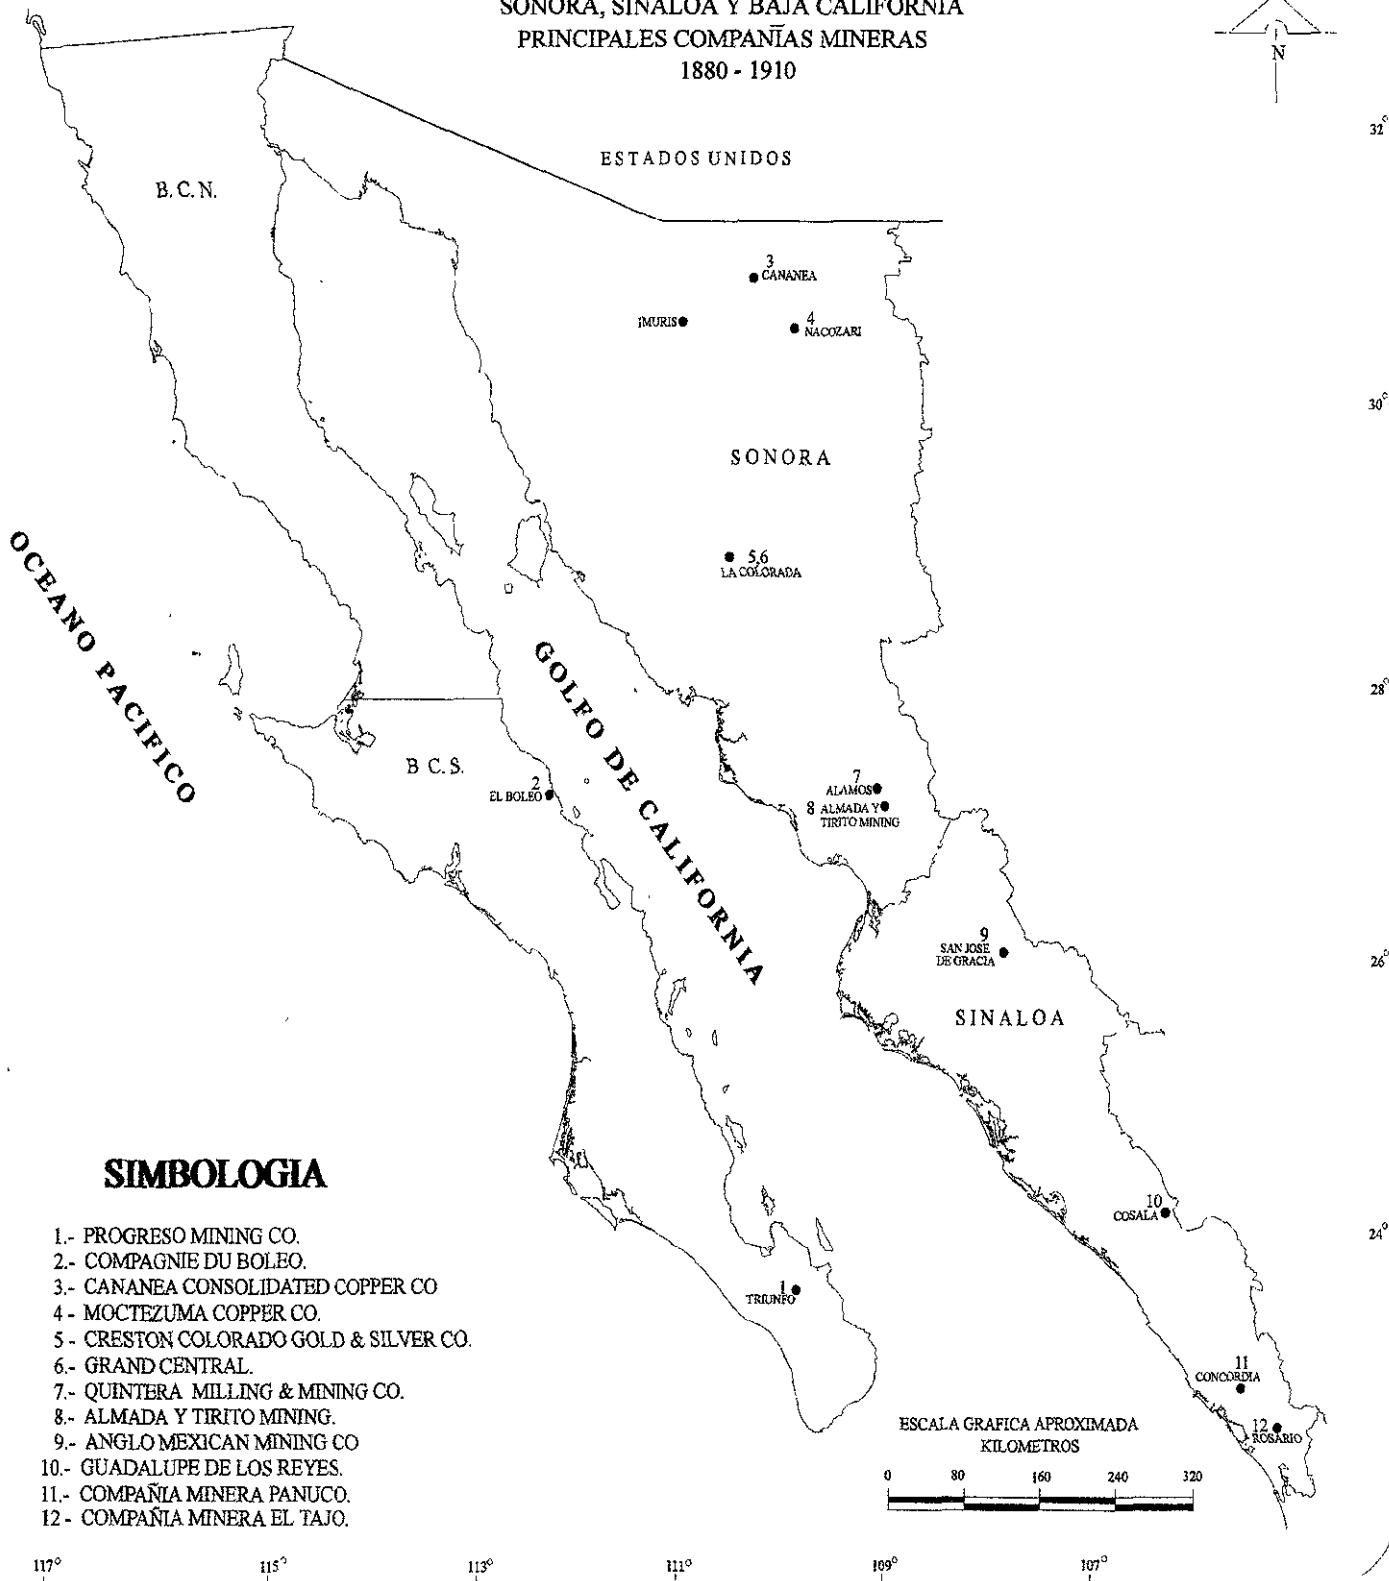 SONORA, SINALOA Y BAJA CALIFORNIA
PRINCIPALES COMPAÑÍAS MINERAS
1880 - 1910
N
32°
ESTADOS UNIDOS
B.C.N.
3
CANANEA
IMURIS
4
NACOZARI
30°
SONORA
5,6
LA COLORADA
OCEANO PACIFICO
GOLFO DE CALIFORNIA
28°
B C.S.
2
EL BOLEO
7
ALAMOS
8 ALMADA Y
TIRITO MINING
9
SAN JOSE
DE GRACIA
26°
SINALOA
10
COSALA
24°
1
TRIUNFO
11
CONCORDIA
12
ROSARIO
SIMBOLOGIA
1.- PROGRESO MINING CO.
2.- COMPAGNIE DU BOLEO.
3.- CANANEA CONSOLIDATED COPPER CO
4 - MOCTEZUMA COPPER CO.
5 - CRESTON COLORADO GOLD & SILVER CO.
6.- GRAND CENTRAL.
7.- QUINTERA MILLING & MINING CO.
8.- ALMADA Y TIRITO MINING.
9.- ANGLO MEXICAN MINING CO
10.- GUADALUPE DE LOS REYES.
11.- COMPAÑIA MINERA PANUCO.
12 - COMPAÑIA MINERA EL TAJO.
ESCALA GRAFICA APROXIMADA
KILOMETROS
0 80 160 240 320
117° 115° 113° 111° 109° 107°